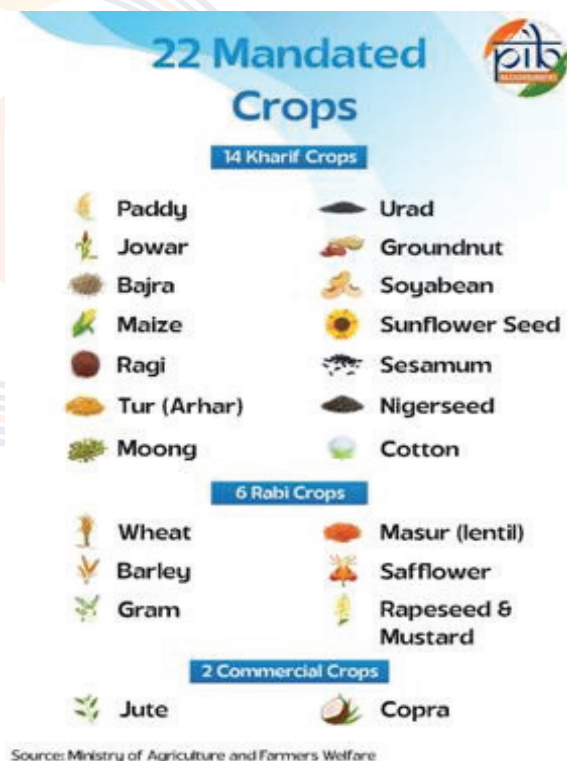 22 Mandated
Crops
pib
14 Kharif Crops
Paddy
Jowar
Bajra
Maize
Ragi
Tur (Arhar)
Moong
Urad
Groundnut
Soyabean
Sunflower Seed
Sesamum
Nigerseed
Cotton
6 Rabi Crops
Wheat
Barley
Gram
Masur (lentil)
Safflower
Rapeseed &
Mustard
2 Commercial Crops
Jute
Copra
Source: Ministry of Agriculture and Farmers Welfare